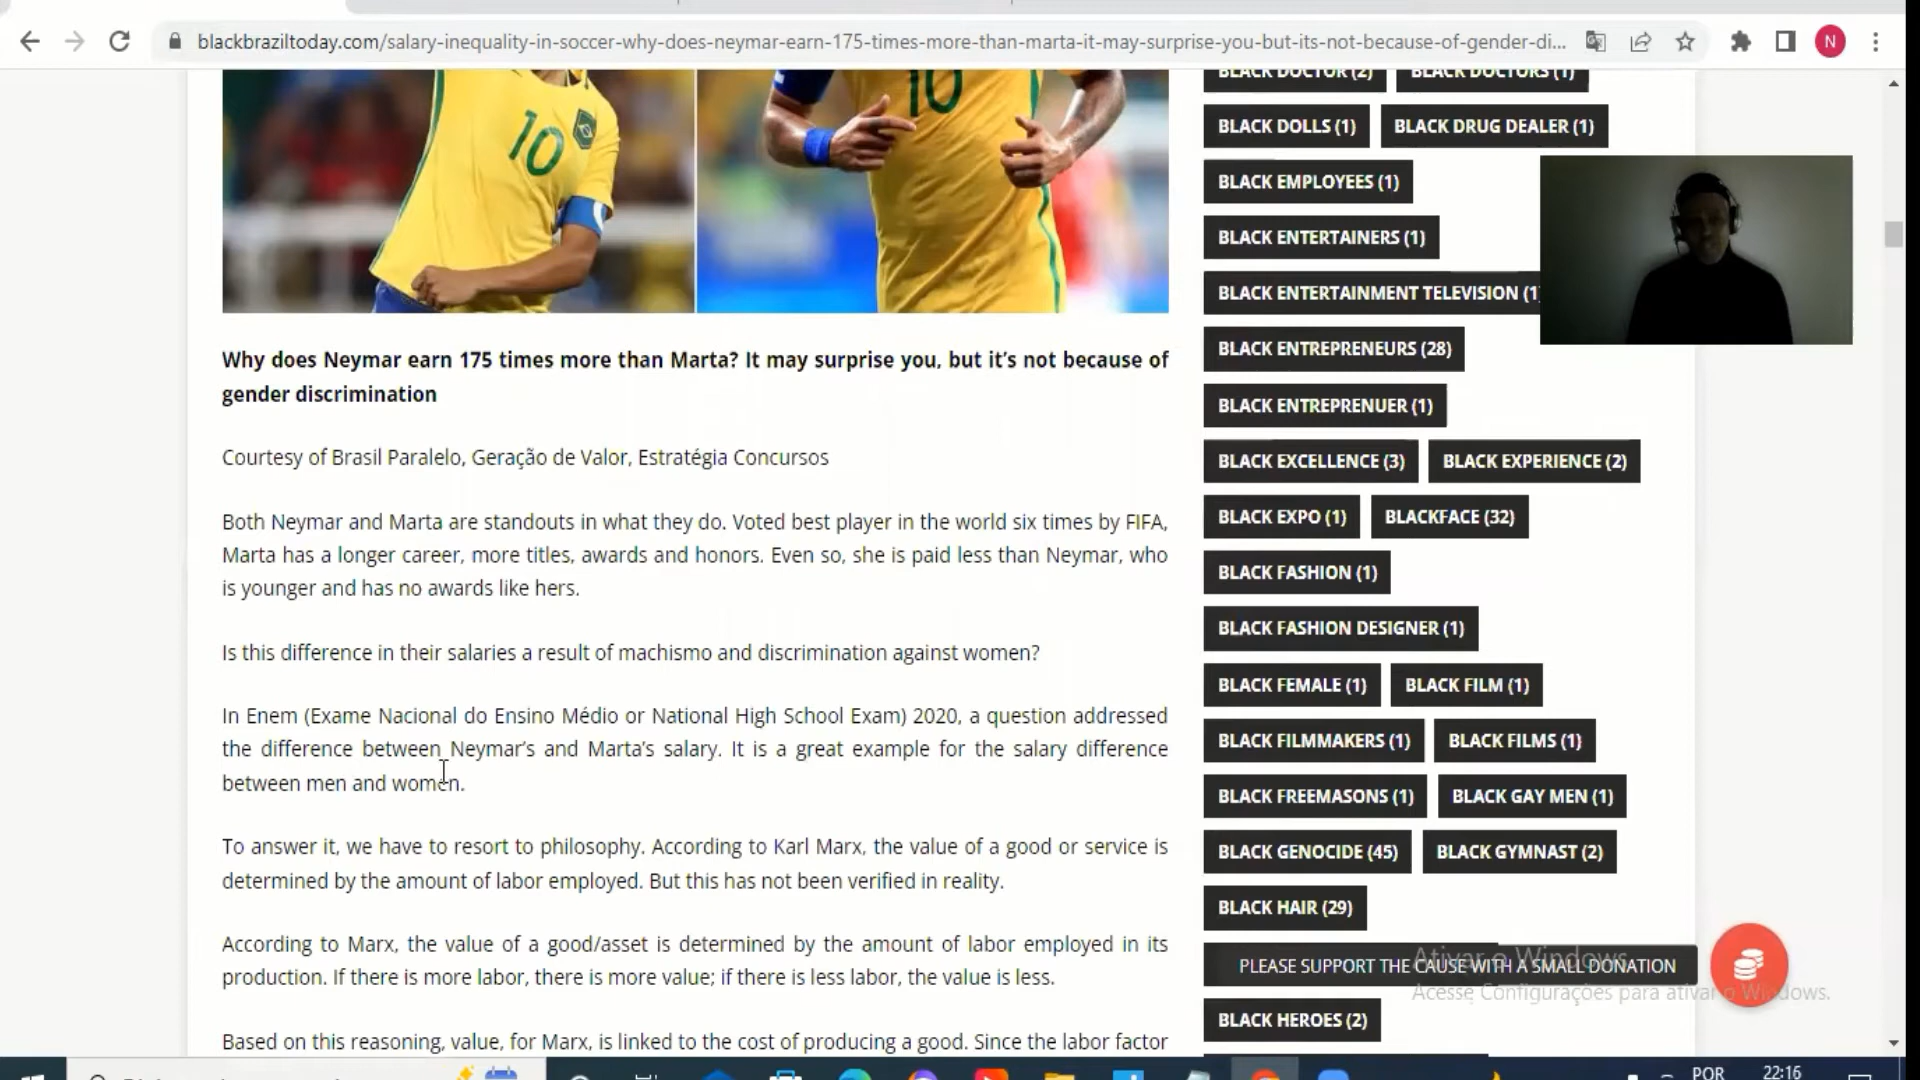 blackbraziltoday.com/salary-inequality-in-soccer-why-does-neymar-earn-175-times-more-than-marta-it-may-surprise-you-but-its-not-because-of-gender-di...
N
10
10
Why does Neymar earn 175 times more than Marta? It may surprise you, but it’s not because of
gender discrimination
Courtesy of Brasil Paralelo, Geração de Valor, Estratégia Concursos
Both Neymar and Marta are standouts in what they do. Voted best player in the world six times by FIFA,
Marta has a longer career, more titles, awards and honors. Even so, she is paid less than Neymar, who
is younger and has no awards like hers.
Is this difference in their salaries a result of machismo and discrimination against women?
In Enem (Exame Nacional do Ensino Médio or National High School Exam) 2020, a question addressed
the difference between Neymar’s and Marta’s salary. It is a great example for the salary difference
between men and women.
To answer it, we have to resort to philosophy. According to Karl Marx, the value of a good or service is
determined by the amount of labor employed. But this has not been verified in reality.
According to Marx, the value of a good/asset is determined by the amount of labor employed in its
production. If there is more labor, there is more value; if there is less labor, the value is less.
Based on this reasoning, value, for Marx, is linked to the cost of producing a good. Since the labor factor
BLACK DOCTOR (2) BLACK DOCTORS (1)
BLACK DOLLS (1) BLACK DRUG DEALER (1)
BLACK EMPLOYEES (1)
BLACK ENTERTAINERS (1)
BLACK ENTERTAINMENT TELEVISION (1)
BLACK ENTREPRENEURS (28)
BLACK ENTREPRENUER (1)
BLACK EXCELLENCE (3) BLACK EXPERIENCE (2)
BLACK EXPO (1) BLACKFACE (32)
BLACK FASHION (1)
BLACK FASHION DESIGNER (1)
BLACK FEMALE (1) BLACK FILM (1)
BLACK FILMMAKERS (1) BLACK FILMS (1)
BLACK FREEMASONS (1) BLACK GAY MEN (1)
BLACK GENOCIDE (45) BLACK GYMNAST (2)
BLACK HAIR (29)
PLEASE SUPPORT THE CAUSE WITH A SMALL DONATION
Ativar o Windows
Acesse Configurações para ativar o Windows.
BLACK HEROES (2)
POR
22:16